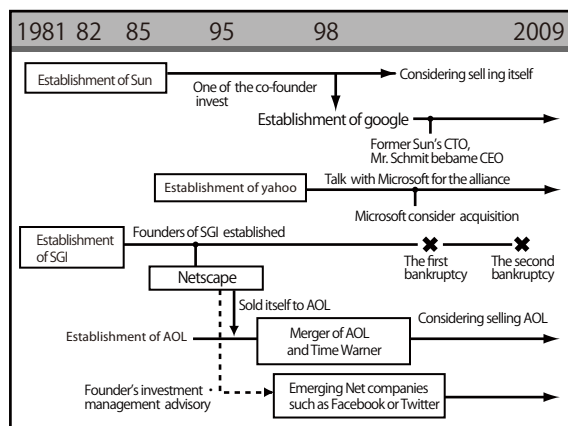 1981 82 85 95 98 2009
Establishment of Sun
One of the co-founder
invest
Considering selling itself
Establishment of google
Former Sun's CTO,
Mr. Schmit bebame CEO
Establishment of yahoo
Talk with Microsoft for the alliance
Microsoft consider acquisition
Establishment
of SGI
Founders of SGI established
The first
bankruptcy
The second
bankruptcy
Netscape
Sold itself to AOL
Establishment of AOL
Merger of AOL
and Time Warner
Considering selling AOL
Founder's investment
management advisory
Emerging Net companies
such as Facebook or Twitter